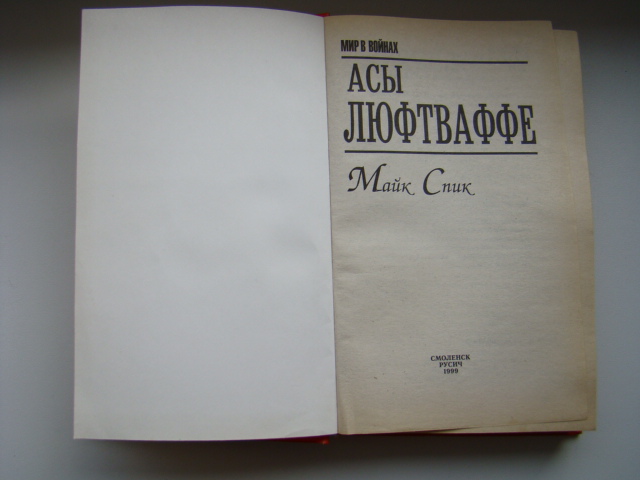 МИР В ВОЙНАХ
АСЫ
ЛЮФТВАФФЕ
Майк Спик
СМОЛЕНСК
РУСИЧ
1999